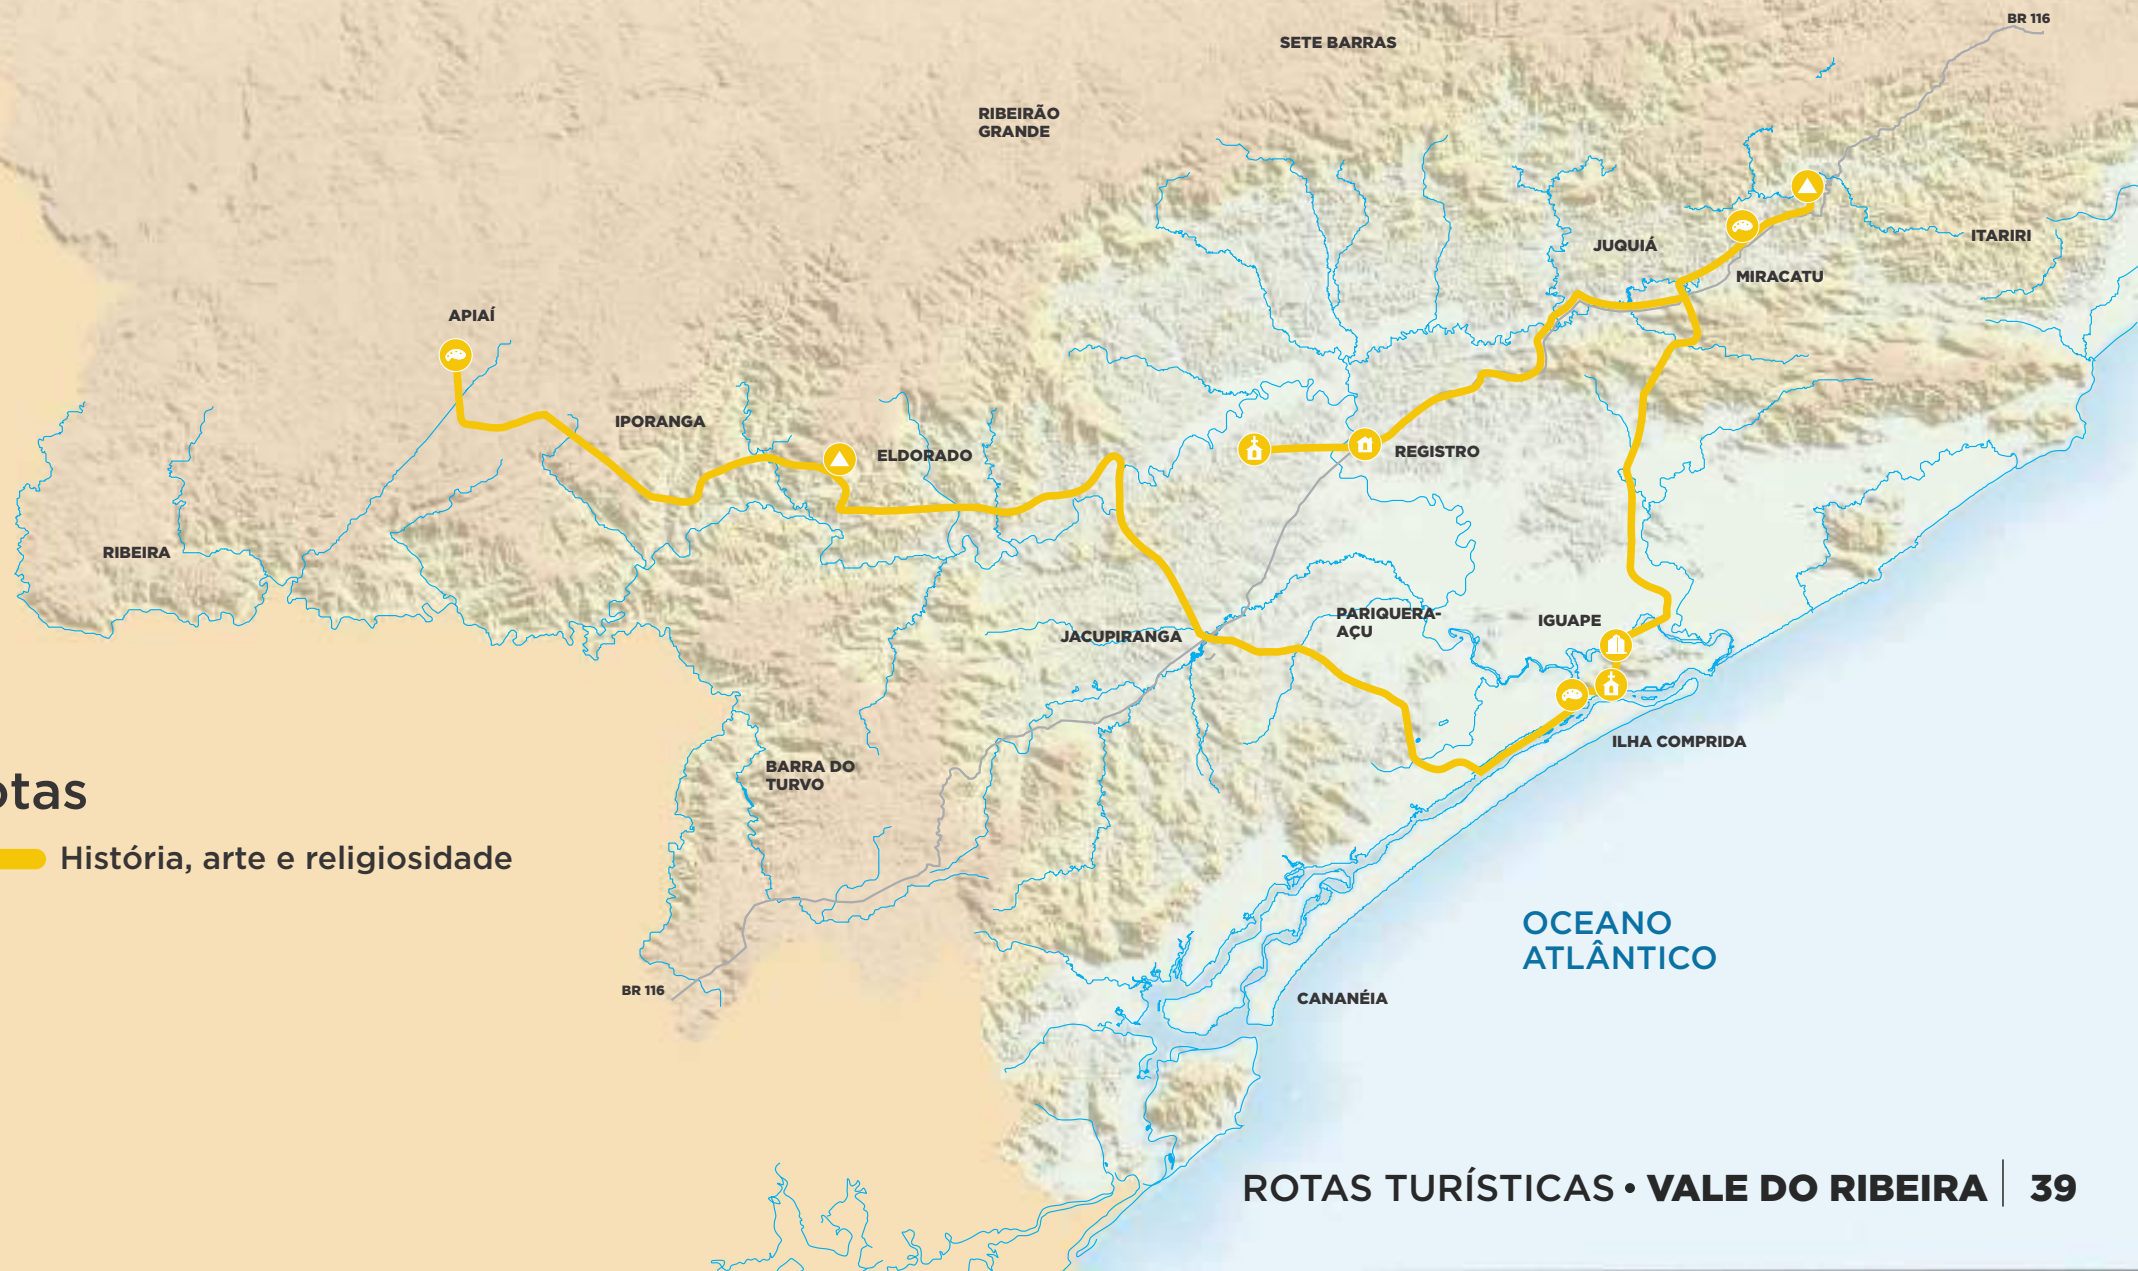 BR 116
SETE BARRAS
RIBEIRÃO
GRANDE
ITARIRI
JUQUIÁ
MIRACATU
APIAÍ
IPORANGA
ELDORADO
REGISTRO
RIBEIRA
PARIQUERA-
AÇU
IGUAPE
JACUPIRANGA
ILHA COMPRIDA
BARRA DO
TURVO
otas
História, arte e religiosidade
OCEANO
ATLÂNTICO
BR 116
CANANÉIA
ROTAS TURÍSTICAS • VALE DO RIBEIRA | 39